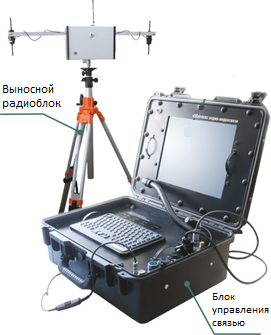 Выносной
радиоблок
Блок
управления
связью